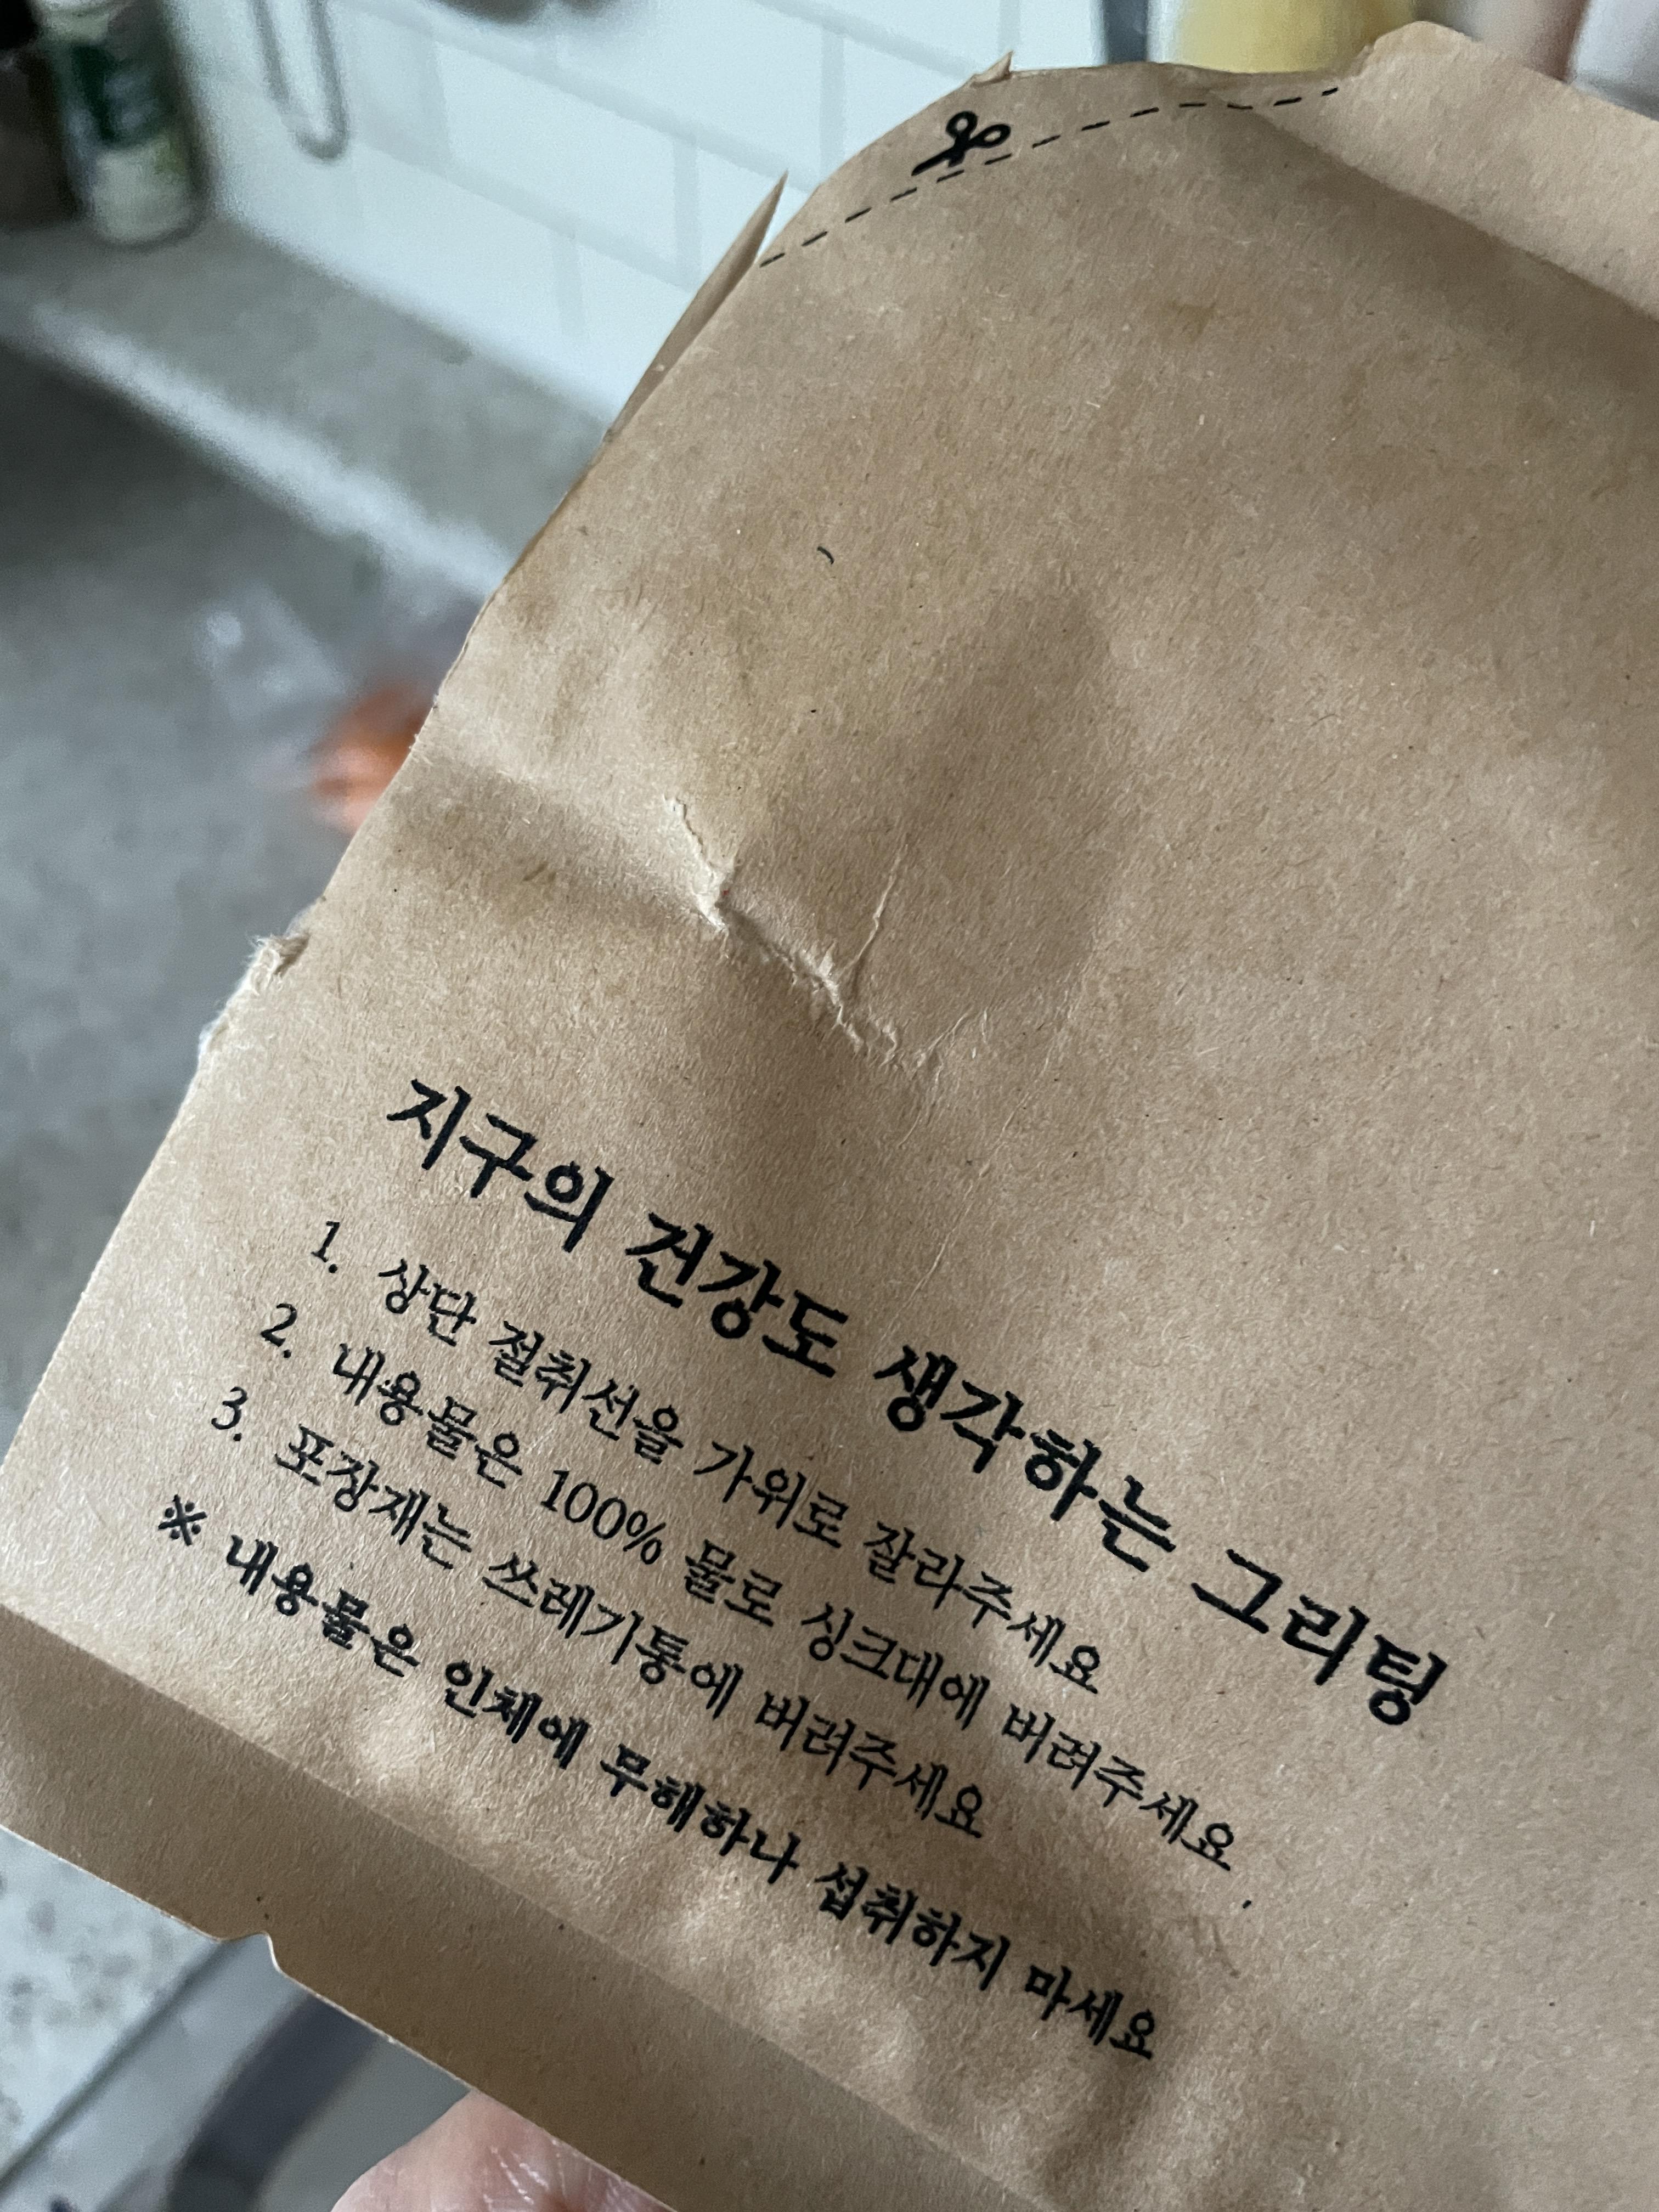 지구의 건강도 생각하는 그리팅
1. 상단 절취선을 가위로 잘라주세요
2. 내용물은 100% 물로 싱크대에 버려주세요
3. 포장재는 쓰레기통에 버려주세요
※ 내용물은 인체에 무해하나 섭취하지 마세요